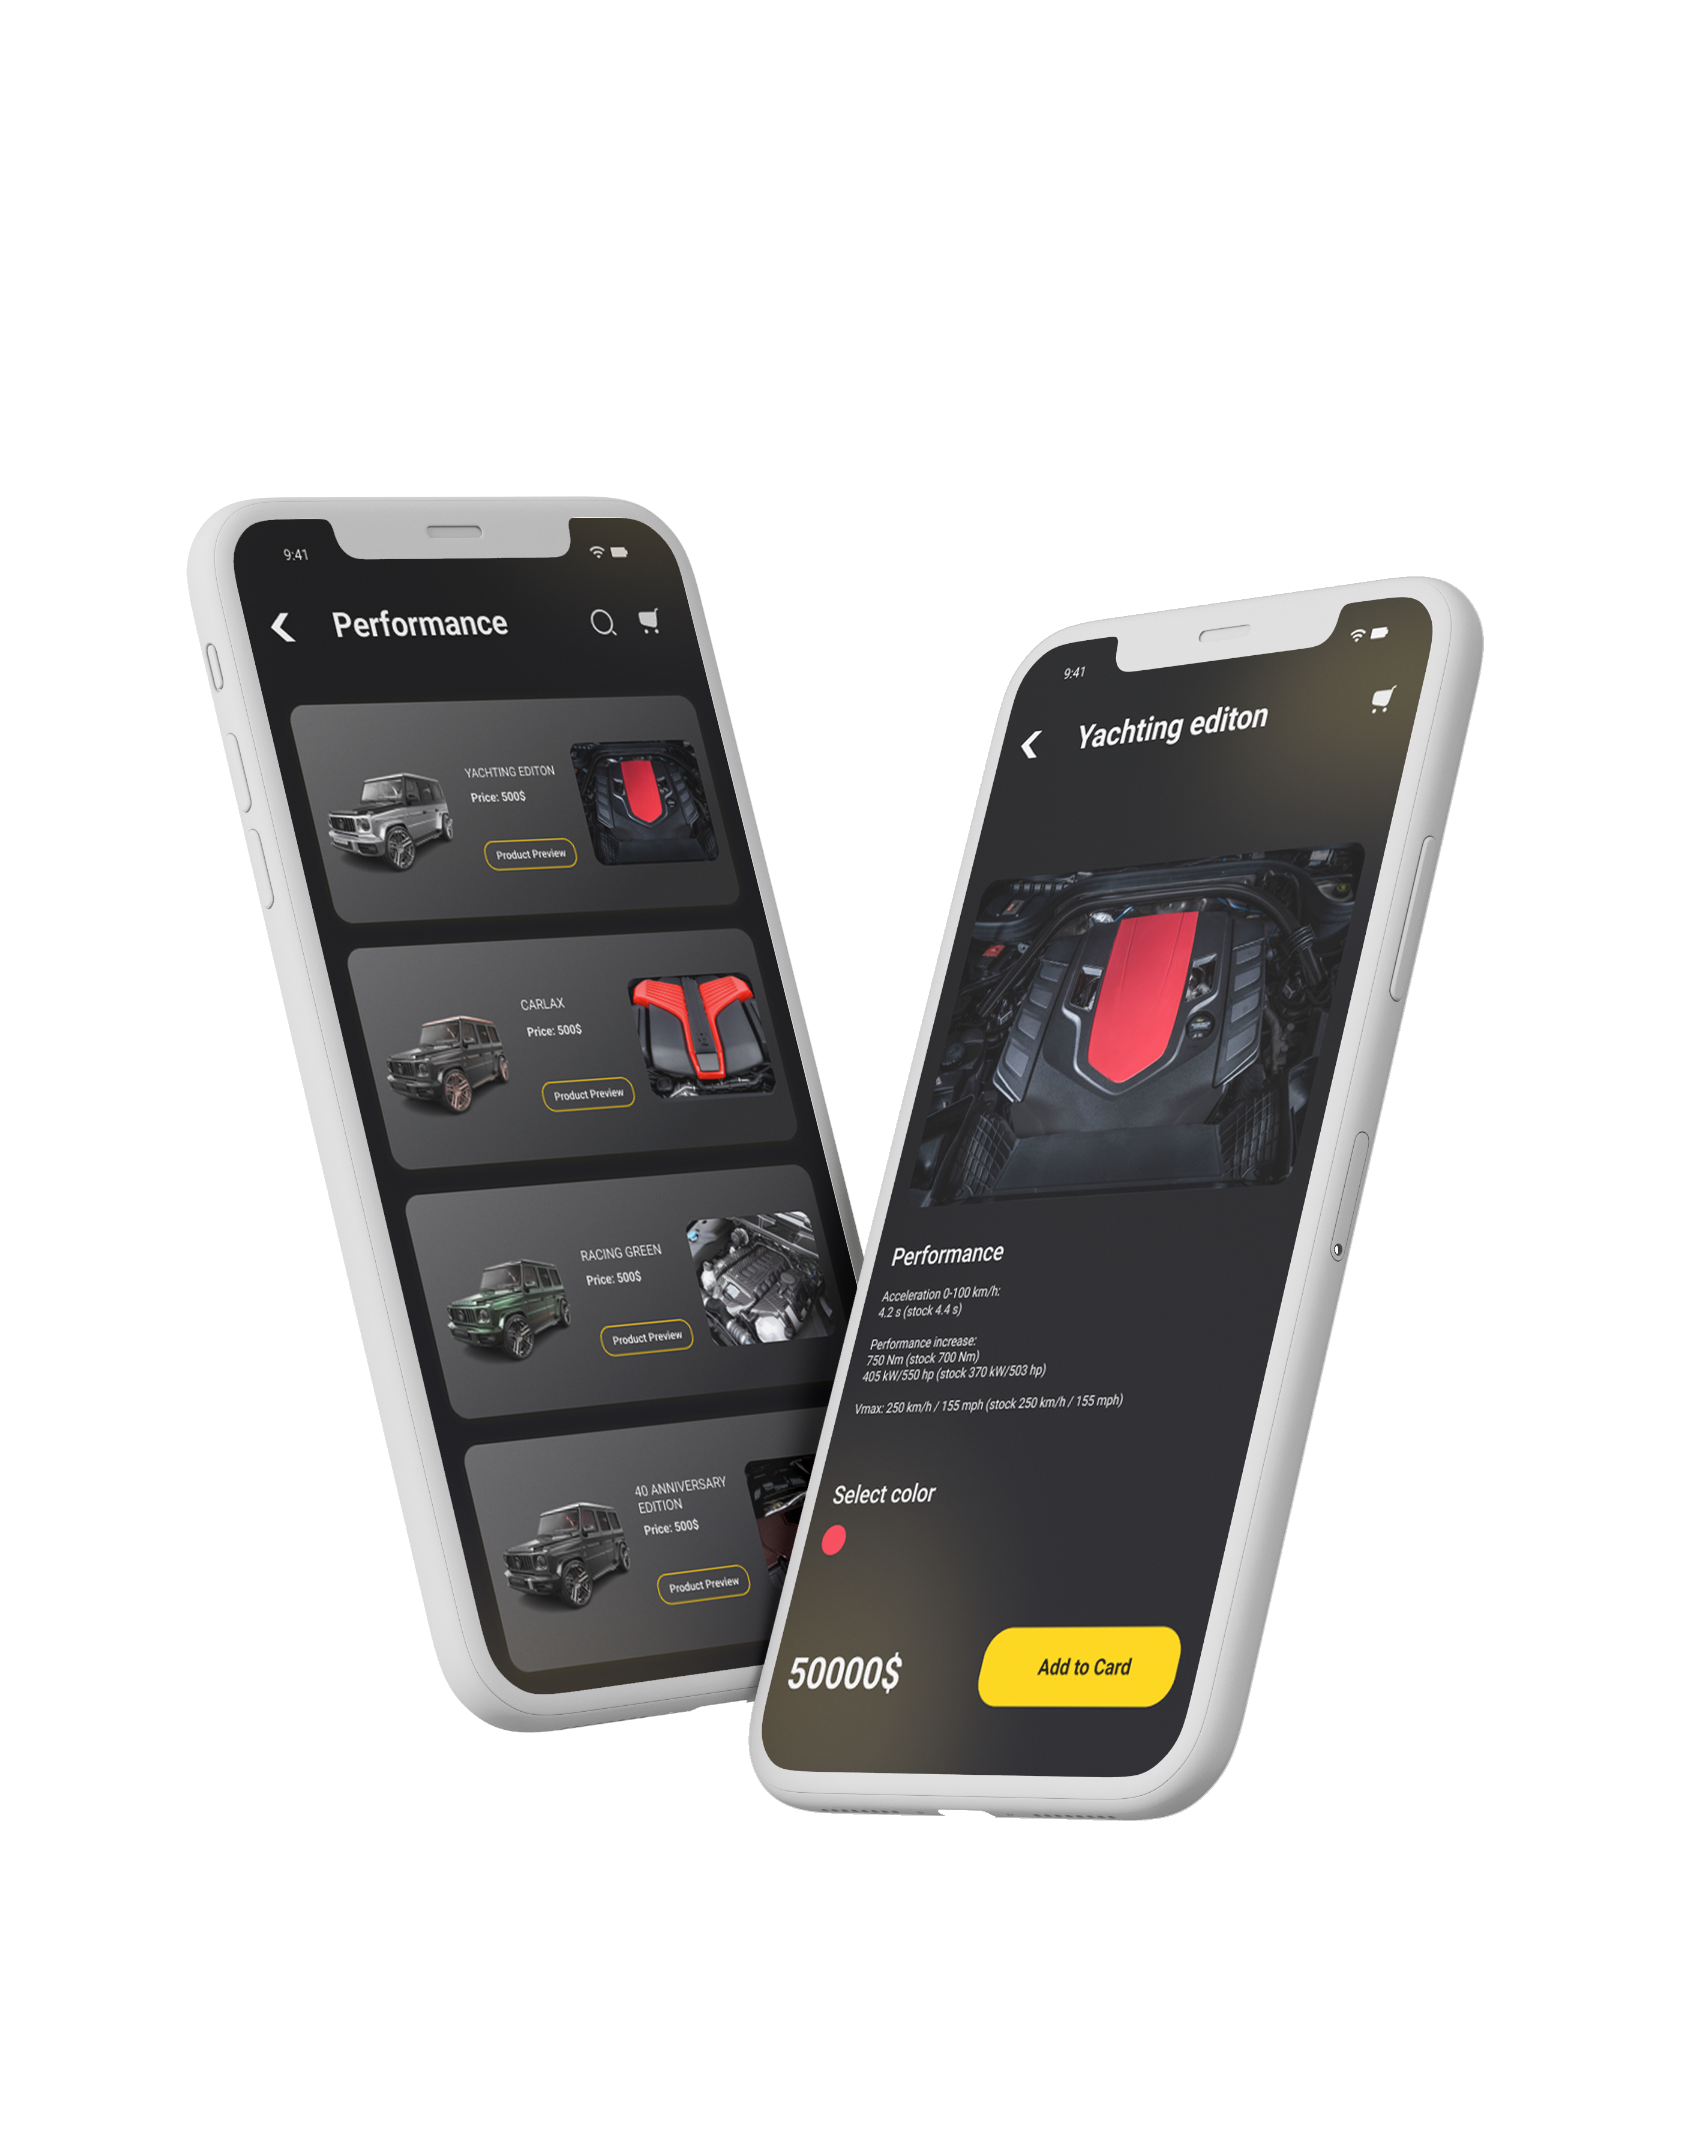 9:41
Performance
YACHTING EDITON
Price: 500$
Product Preview
CARLAX
Price: 500$
Product Preview
RACING GREEN
Price: 500$
Product Preview
40 ANNIVERSARY
EDITION
Price: 500$
Product Preview
9:41
Yachting editon
Performance
Acceleration 0-100 km/h:
4.2 s (stock 4.4 s)
Performance increase:
750 Nm (stock 700 Nm)
405 kW/550 hp (stock 370 kW/503 hp)
Vmax: 250 km/h / 155 mph (stock 250 km/h / 155 mph)
Select color
50000$
Add to Card